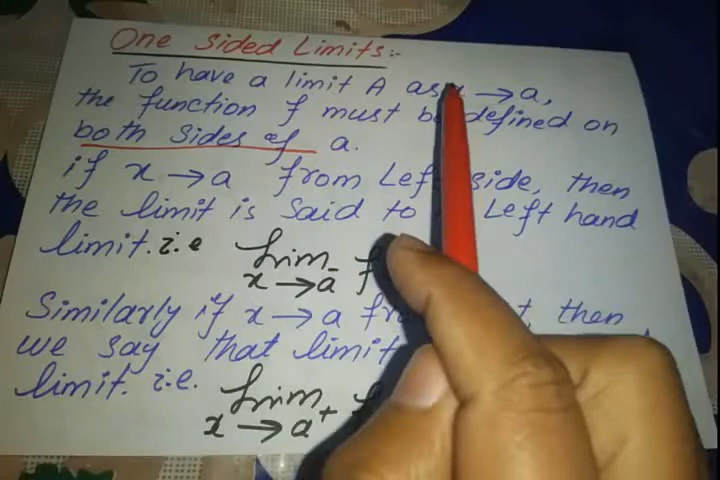 One Sided Limits:-
To have a limit A as → a,
the function f must be defined on
both sides of a.
if x → a from Left side, then
the limit is said to Left hand
limit. i.e lim x → a⁻ f
Similarly if x → a then
we say that limit
limit. i.e. lim x → a⁺